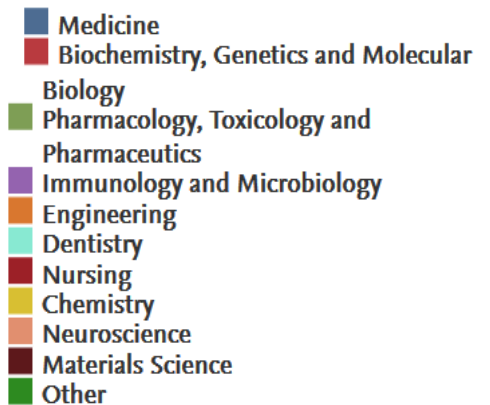 Medicine
Biochemistry, Genetics and Molecular
Biology
Pharmacology, Toxicology and
Pharmaceutics
Immunology and Microbiology
Engineering
Dentistry
Nursing
Chemistry
Neuroscience
Materials Science
Other